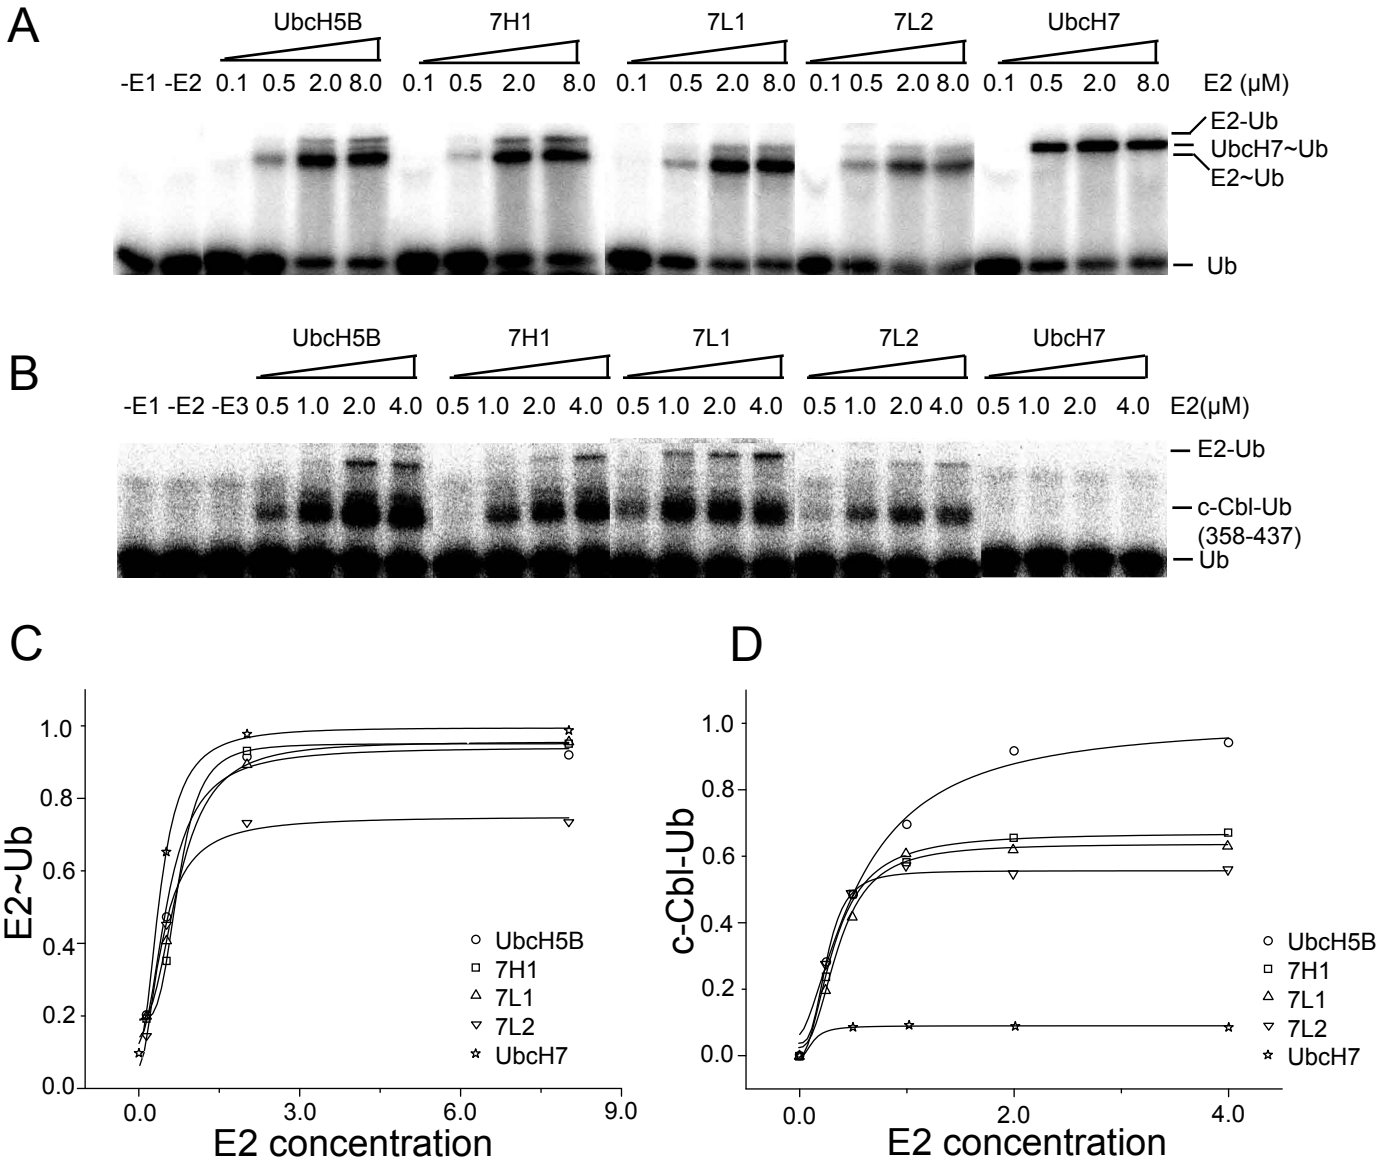 A
UbcH5B 7H1 7L1 7L2 UbcH7
-E1 -E2 0.1 0.5 2.0 8.0 0.1 0.5 2.0 8.0 0.1 0.5 2.0 8.0 0.1 0.5 2.0 8.0 0.1 0.5 2.0 8.0 E2 (μM)
E2-Ub
UbcH7~Ub
E2~Ub
Ub
B
UbcH5B 7H1 7L1 7L2 UbcH7
-E1 -E2 -E3 0.5 1.0 2.0 4.0 0.5 1.0 2.0 4.0 0.5 1.0 2.0 4.0 0.5 1.0 2.0 4.0 0.5 1.0 2.0 4.0 E2(μM)
E2-Ub
c-Cbl-Ub
(358-437)
Ub
C
E2~Ub
1.0
0.8
0.6
0.4
0.2
0.0
0.0 3.0 6.0 9.0
E2 concentration
UbcH5B
7H1
7L1
7L2
UbcH7
D
c-Cbl-Ub
1.0
0.8
0.6
0.4
0.2
0.0
0.0 2.0 4.0
E2 concentration
UbcH5B
7H1
7L1
7L2
UbcH7